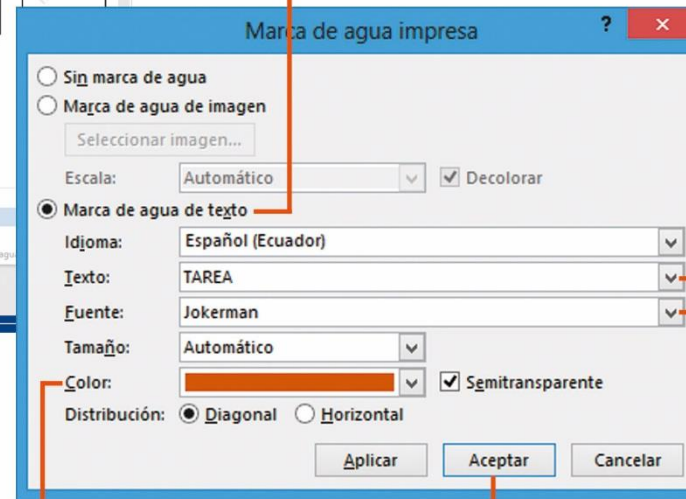 Marca de agua impresa ?
Sin marca de agua
Marca de agua de imagen
Seleccionar imagen...
Escala: Automático Decolorar
Marca de agua de texto
Idioma: Español (Ecuador)
Texto: TAREA
Fuente: Jokerman
Tamaño: Automático
Color: Semitransparente
Distribución: Diagonal Horizontal
Aplicar Aceptar Cancelar